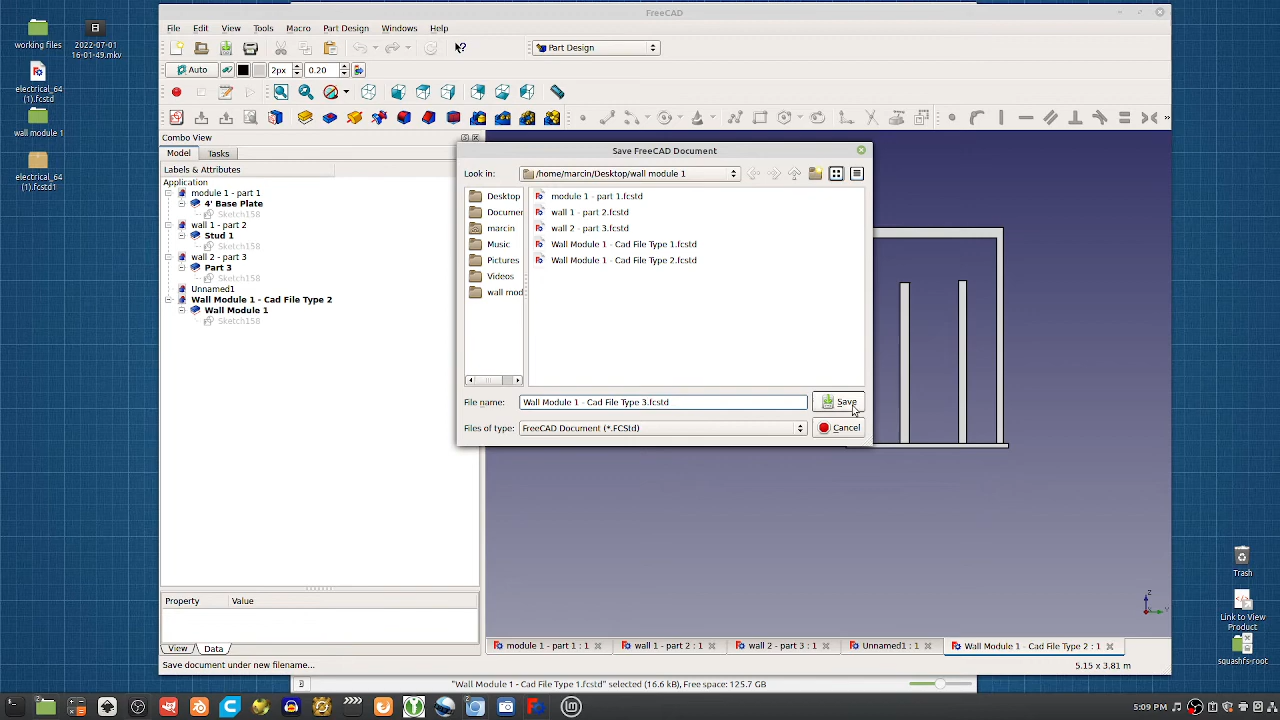 working files
2022-07-01
16-01-49.mkv
electrical_64
(1).fcstd
wall module 1
electrical_64
(1).fcstd1
FreeCAD
File Edit View Tools Macro Part Design Windows Help
Part Design
Auto 2px 0.20
Combo View
Model Tasks
Labels & Attributes
Application
module 1 - part 1
4' Base Plate
Sketch158
wall 1 - part 2
Stud 1
Sketch158
wall 2 - part 3
Part 3
Sketch158
Unnamed1
Wall Module 1 - Cad File Type 2
Wall Module 1
Sketch158
Property Value
View Data
Save document under new filename...
Save FreeCAD Document
Look in: /home/marcin/Desktop/wall module 1
Desktop
Documen
marcin
Music
Pictures
Videos
wall mod
module 1 - part 1.fcstd
wall 1 - part 2.fcstd
wall 2 - part 3.fcstd
Wall Module 1 - Cad File Type 1.fcstd
Wall Module 1 - Cad File Type 2.fcstd
File name: Wall Module 1 - Cad File Type 3.fcstd Save
Files of type: FreeCAD Document (*.FCStd) Cancel
module 1 - part 1 : 1 wall 1 - part 2 : 1 wall 2 - part 3 : 1 Unnamed1 : 1 Wall Module 1 - Cad File Type 2 : 1
5.15 x 3.81 m
"Wall Module 1 - Cad File Type 1.fcstd" selected (16.6 kB), Free space: 125.7 GB
Trash
Link to View
Product
squashfs-root
5:09 PM